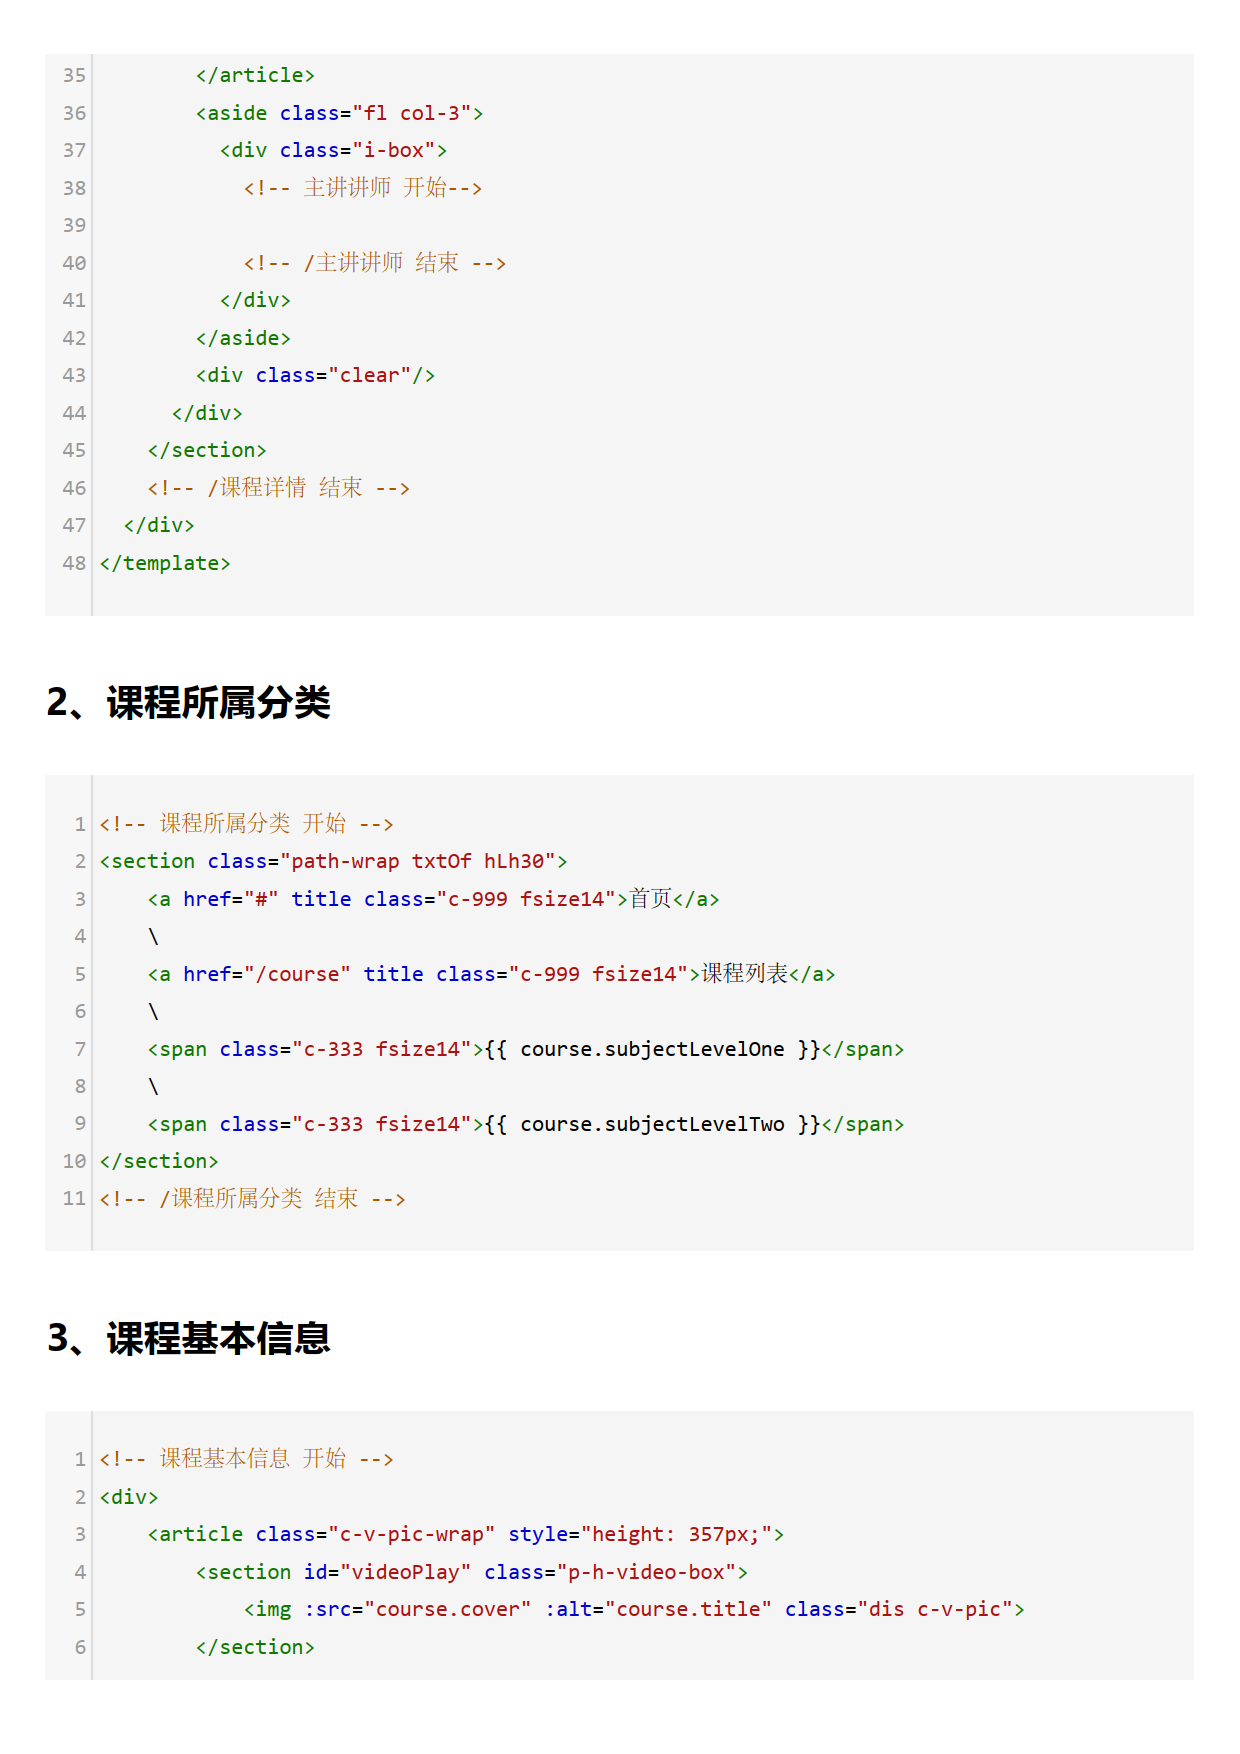 35         </article>
36         <aside class="fl col-3">
37           <div class="i-box">
38             <!-- 主讲讲师 开始-->
39
40             <!-- /主讲讲师 结束 -->
41           </div>
42         </aside>
43         <div class="clear"/>
44       </div>
45     </section>
46     <!-- /课程详情 结束 -->
47   </div>
48 </template>
2、课程所属分类
1 <!-- 课程所属分类 开始 -->
2 <section class="path-wrap txtOf hLh30">
3     <a href="#" title class="c-999 fsize14">首页</a>
4     \
5     <a href="/course" title class="c-999 fsize14">课程列表</a>
6     \
7     <span class="c-333 fsize14">{{ course.subjectLevelOne }}</span>
8     \
9     <span class="c-333 fsize14">{{ course.subjectLevelTwo }}</span>
10 </section>
11 <!-- /课程所属分类 结束 -->
3、课程基本信息
1 <!-- 课程基本信息 开始 -->
2 <div>
3     <article class="c-v-pic-wrap" style="height: 357px;">
4         <section id="videoPlay" class="p-h-video-box">
5             <img :src="course.cover" :alt="course.title" class="dis c-v-pic">
6         </section>